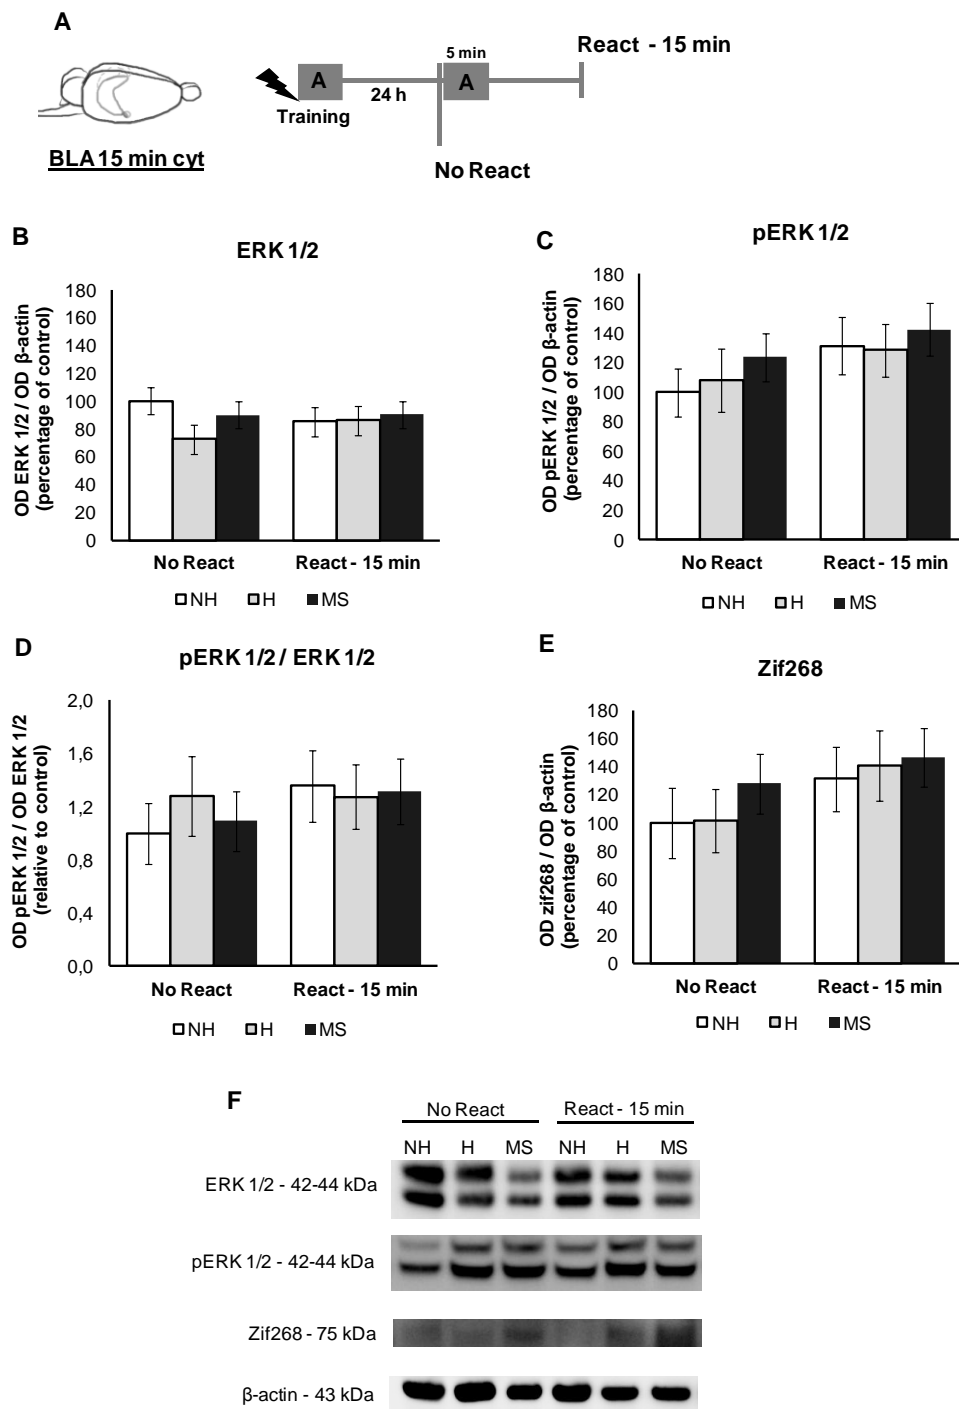 A
BLA 15 min cyt
A
Training
24 h
5 min
A
React - 15 min
No React
B
ERK 1/2
OD ERK 1/2 / OD β-actin
(percentage of control)
180
160
140
120
100
80
60
40
20
0
No React
React - 15 min
NH
H
MS
C
pERK 1/2
OD pERK 1/2 / OD β-actin
(percentage of control)
180
160
140
120
100
80
60
40
20
0
No React
React - 15 min
NH
H
MS
D
pERK 1/2 / ERK 1/2
OD pERK 1/2 / OD ERK 1/2
(relative to control)
2,0
1,6
1,2
0,8
0,4
0,0
No React
React - 15 min
NH
H
MS
E
Zif268
OD zif268 / OD β-actin
(percentage of control)
180
160
140
120
100
80
60
40
20
0
No React
React - 15 min
NH
H
MS
F
No React
React - 15 min
NH H MS NH H MS
ERK 1/2 - 42-44 kDa
pERK 1/2 - 42-44 kDa
Zif268 - 75 kDa
β-actin - 43 kDa